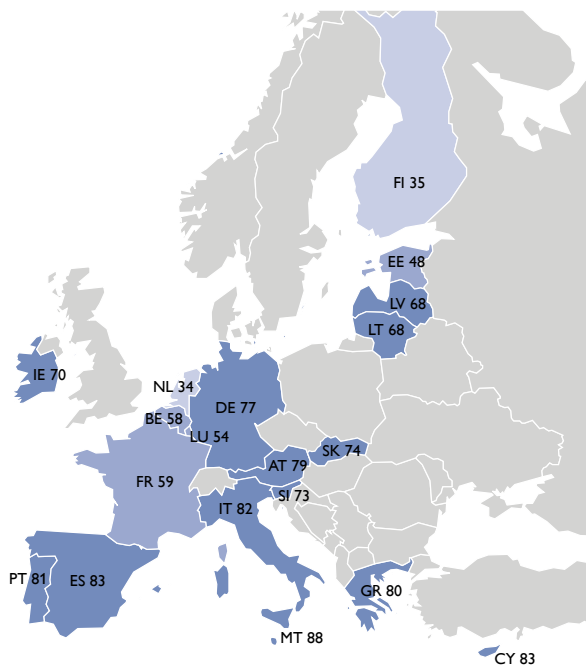 FI 35
EE 48
LV 68
LT 68
IE 70
NL 34
DE 77
BE 58
LU 54
SK 74
AT 79
FR 59
SI 73
IT 82
PT 81
ES 83
GR 80
MT 88
CY 83